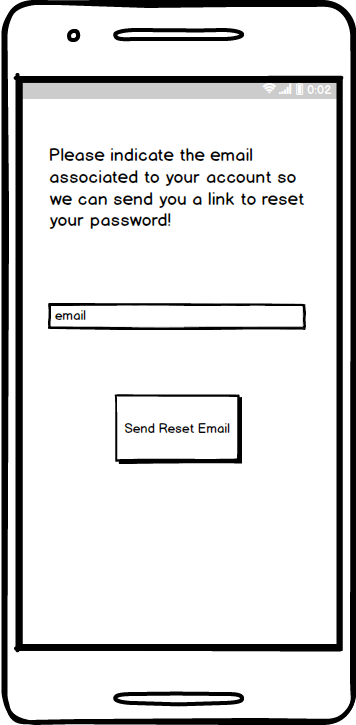 0:02
Please indicate the email
associated to your account so
we can send you a link to reset
your password!
email
Send Reset Email